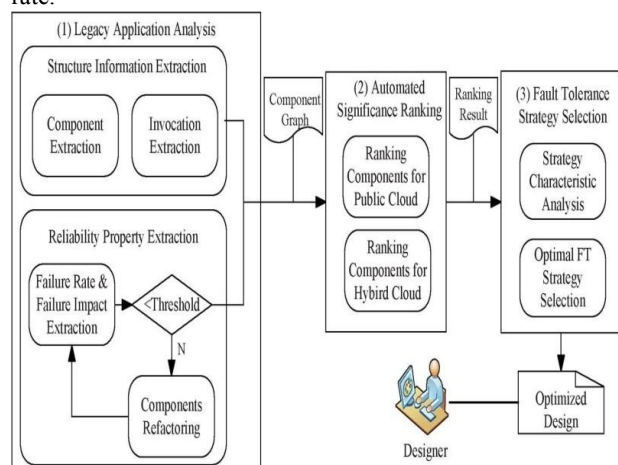 rate.
(1) Legacy Application Analysis
Structure Information Extraction
Component
Extraction
Invocation
Extraction
Reliability Property Extraction
Failure Rate &
Failure Impact
Extraction
<Threshold
N
Components
Refactoring
Component
Graph
(2) Automated
Significance Ranking
Ranking
Components for
Public Cloud
Ranking
Components for
Hybird Cloud
Ranking
Result
(3) Fault Tolerance
Strategy Selection
Strategy
Characteristic
Analysis
Optimal FT
Strategy
Selection
Optimized
Design
Designer